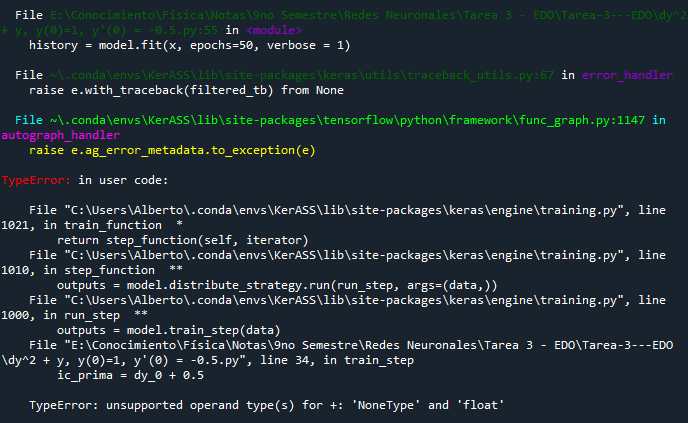 File E:\Conocimiento\Física\Notas\9no Semestre\Redes Neuronales\Tarea 3 - EDO\Tarea-3---EDO\dy^2
+ y, y(0)=1, y'(0) = -0.5.py:55 in <module>
history = model.fit(x, epochs=50, verbose = 1)
File ~\.conda\envs\KerASS\lib\site-packages\keras\utils\traceback_utils.py:67 in error_handler
raise e.with_traceback(filtered_tb) from None
File ~\.conda\envs\KerASS\lib\site-packages\tensorflow\python\framework\func_graph.py:1147 in
autograph_handler
raise e.ag_error_metadata.to_exception(e)
TypeError: in user code:
File "C:\Users\Alberto\.conda\envs\KerASS\lib\site-packages\keras\engine\training.py", line
1021, in train_function  *
return step_function(self, iterator)
File "C:\Users\Alberto\.conda\envs\KerASS\lib\site-packages\keras\engine\training.py", line
1010, in step_function  **
outputs = model.distribute_strategy.run(run_step, args=(data,))
File "C:\Users\Alberto\.conda\envs\KerASS\lib\site-packages\keras\engine\training.py", line
1000, in run_step  **
outputs = model.train_step(data)
File "E:\Conocimiento\Física\Notas\9no Semestre\Redes Neuronales\Tarea 3 - EDO\Tarea-3---EDO
\dy^2 + y, y(0)=1, y'(0) = -0.5.py", line 34, in train_step
ic_prima = dy_0 + 0.5
TypeError: unsupported operand type(s) for +: 'NoneType' and 'float'